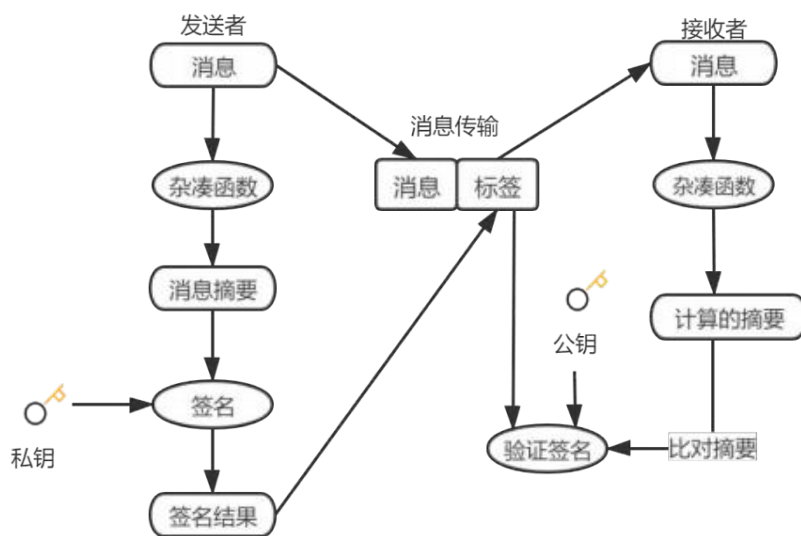 发送者
接收者
消息
消息
消息传输
杂凑函数
消息
标签
杂凑函数
消息摘要
计算的摘要
公钥
签名
私钥
验证签名
比对摘要
签名结果